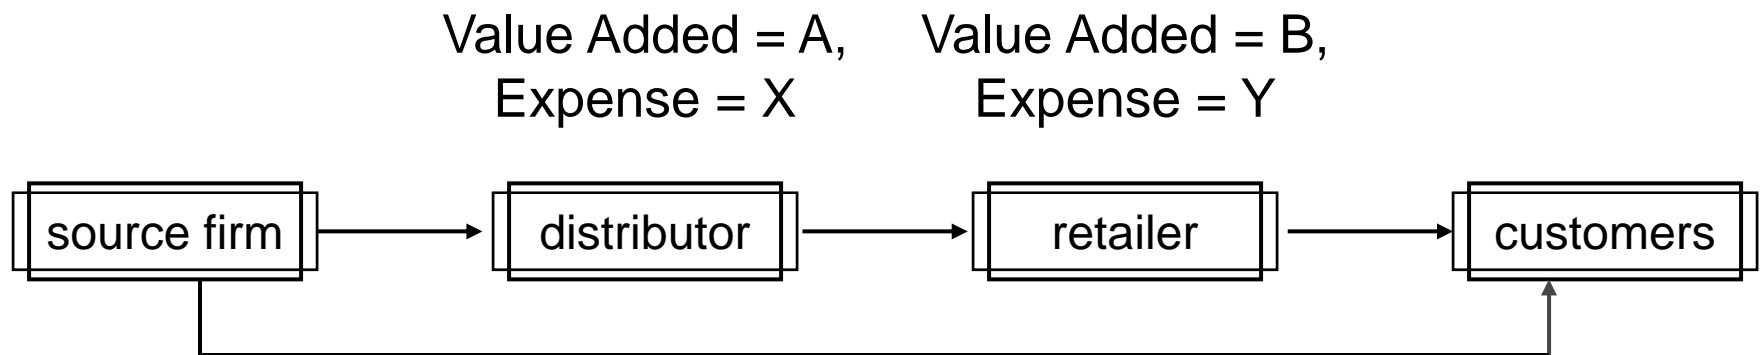 Value Added = A,
Expense = X
Value Added = B,
Expense = Y
source firm
distributor
retailer
customers